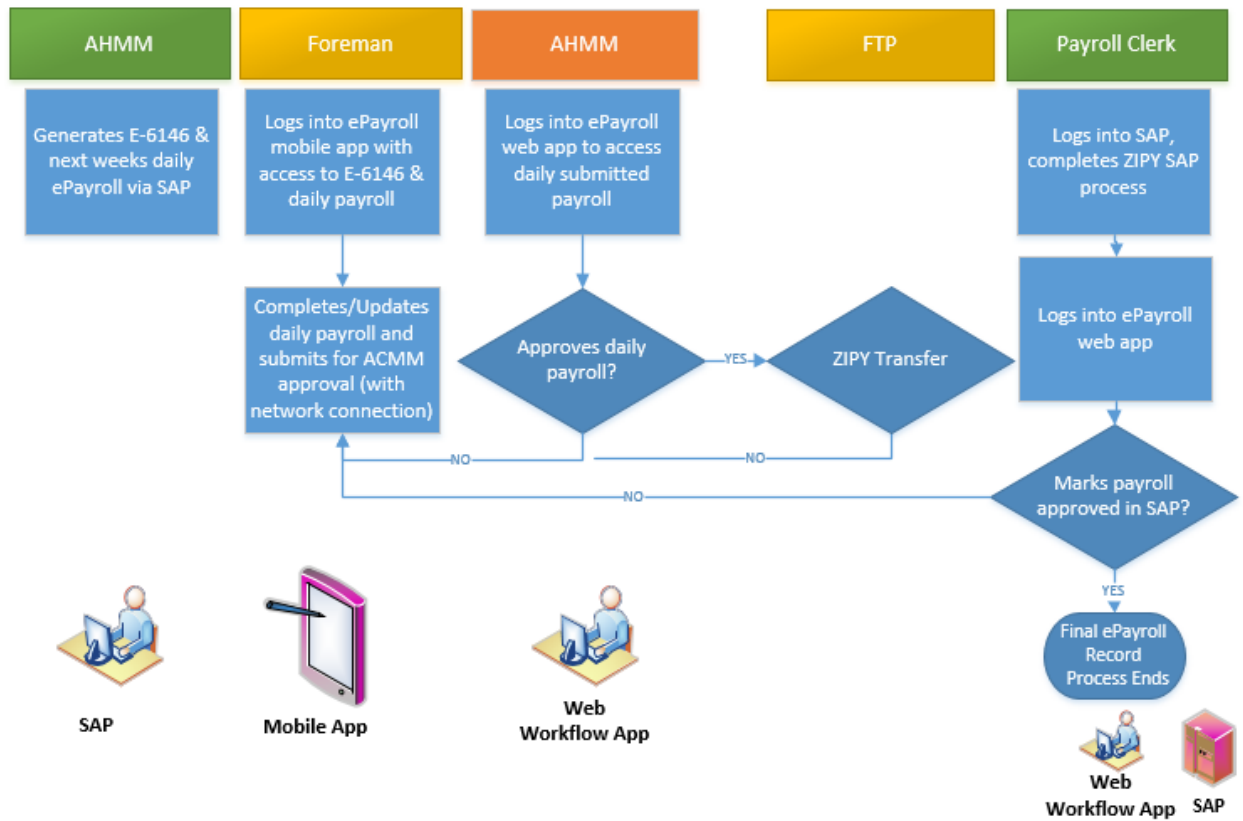 AHMM
Foreman
AHMM
FTP
Payroll Clerk
Generates E-6146 &
next weeks daily
ePayroll via SAP
Logs into ePayroll
mobile app with
access to E-6146 &
daily payroll
Logs into ePayroll
web app to access
daily submitted
payroll
Logs into SAP,
completes ZIPY SAP
process
Completes/Updates
daily payroll and
submits for ACMM
approval (with
network connection)
Approves daily
payroll?
YES
ZIPY Transfer
Logs into ePayroll
web app
NO
NO
NO
Marks payroll
approved in SAP?
YES
Final ePayroll
Record
Process Ends
SAP
Mobile App
Web
Workflow App
Web
Workflow App
SAP